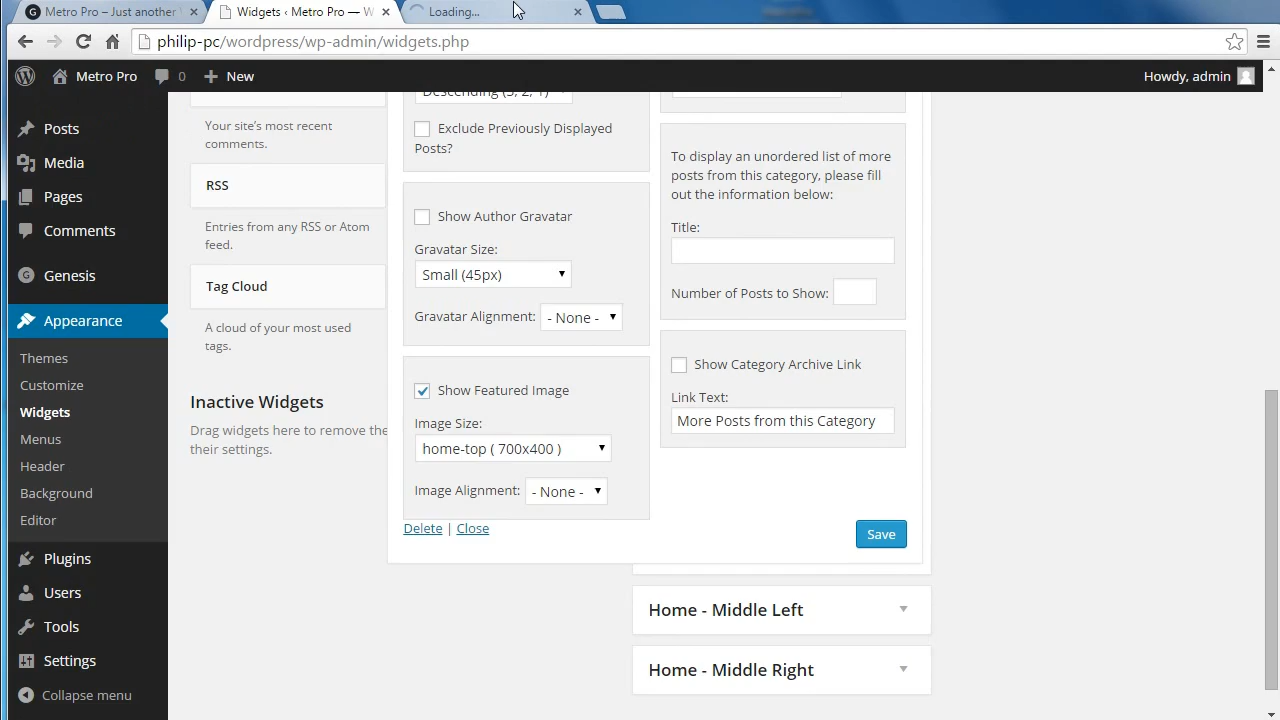 Metro Pro – Just another
Widgets ‹ Metro Pro — W
Loading...
philip-pc/wordpress/wp-admin/widgets.php
Metro Pro
0
New
Howdy, admin
Posts
Media
Pages
Comments
Genesis
Appearance
Themes
Customize
Widgets
Menus
Header
Background
Editor
Plugins
Users
Tools
Settings
Collapse menu
Your site's most recent
comments.
RSS
Entries from any RSS or Atom
feed.
Tag Cloud
A cloud of your most used
tags.
Inactive Widgets
Drag widgets here to remove the
their settings.
Descending (3, 2, 1)
Exclude Previously Displayed
Posts?
Show Author Gravatar
Gravatar Size:
Small (45px)
Gravatar Alignment: - None -
Show Featured Image
Image Size:
home-top ( 700x400 )
Image Alignment: - None -
Delete | Close
To display an unordered list of more
posts from this category, please fill
out the information below:
Title:
Number of Posts to Show:
Show Category Archive Link
Link Text:
More Posts from this Category
Save
Home - Middle Left
Home - Middle Right